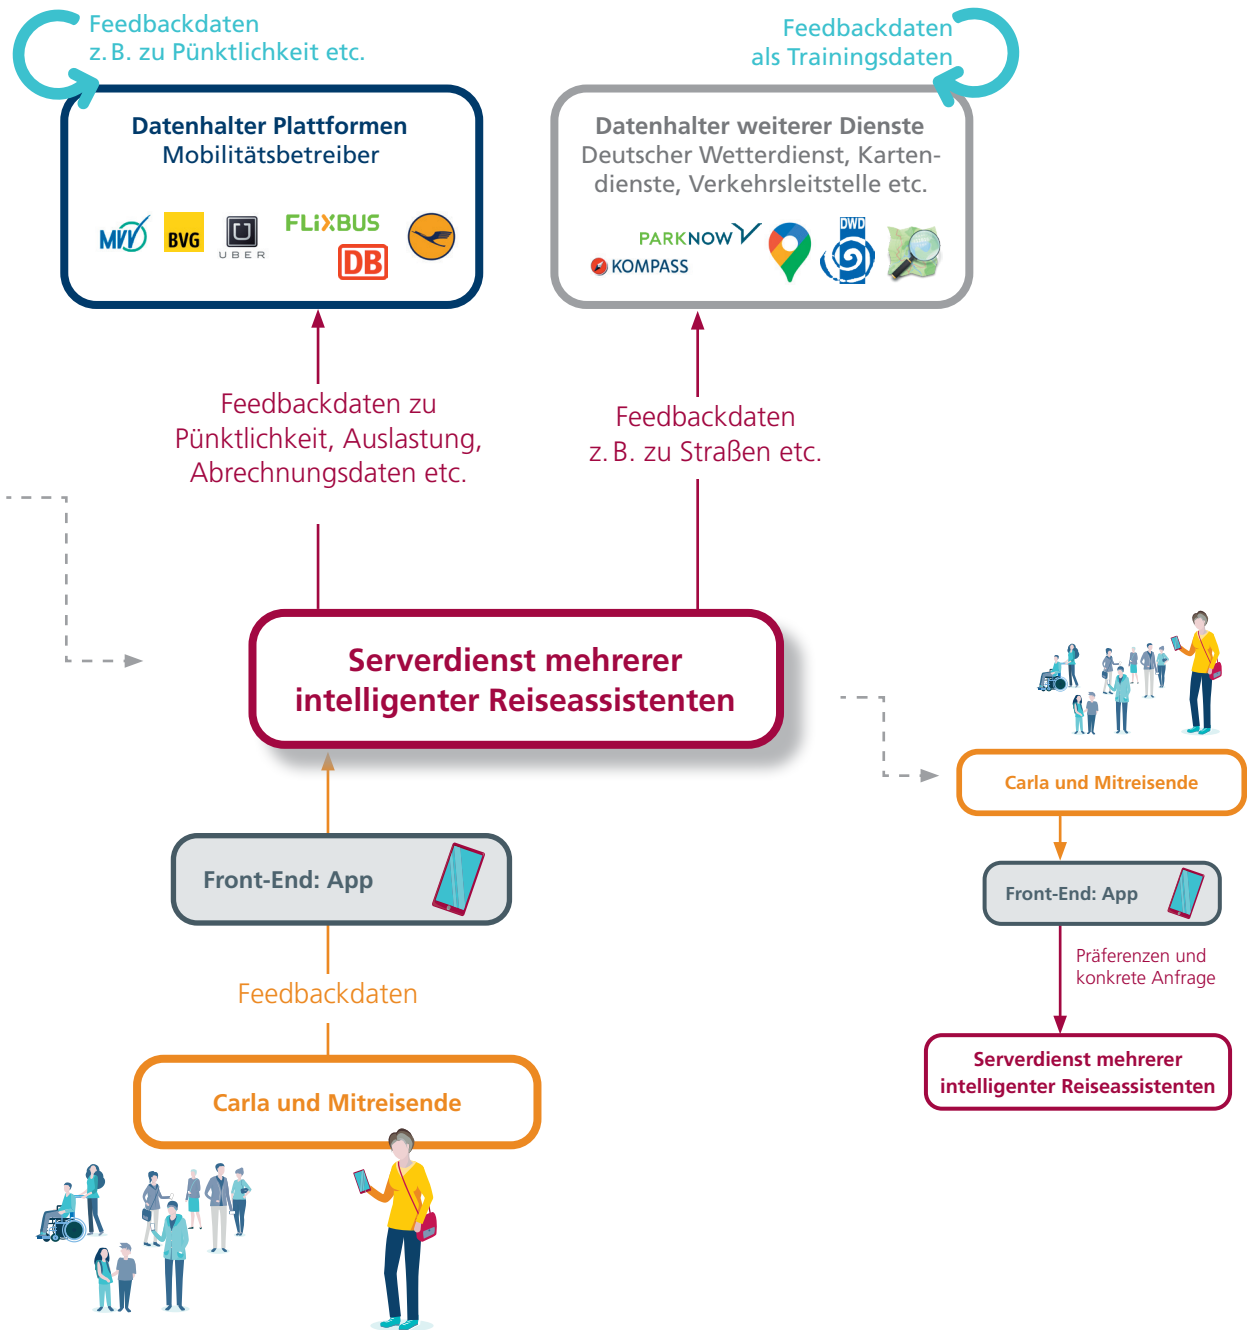 Feedbackdaten
z. B. zu Pünktlichkeit etc.
Feedbackdaten
als Trainingsdaten
Datenhalter Plattformen
Mobilitätsbetreiber
MVV
BVG
U
UBER
FLiXBUS
DB
Datenhalter weiterer Dienste
Deutscher Wetterdienst, Karten-
dienste, Verkehrsleitstelle etc.
PARKNOW
KOMPASS
DWD
Feedbackdaten zu
Pünktlichkeit, Auslastung,
Abrechnungsdaten etc.
Feedbackdaten
z. B. zu Straßen etc.
Serverdienst mehrerer
intelligenter Reiseassistenten
Front-End: App
Feedbackdaten
Carla und Mitreisende
Carla und Mitreisende
Front-End: App
Präferenzen und
konkrete Anfrage
Serverdienst mehrerer
intelligenter Reiseassistenten